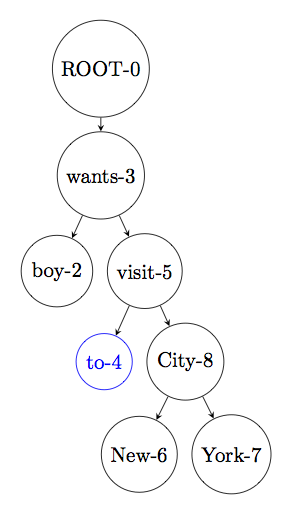 ROOT-0
wants-3
boy-2 visit-5
to-4 City-8
New-6 York-7